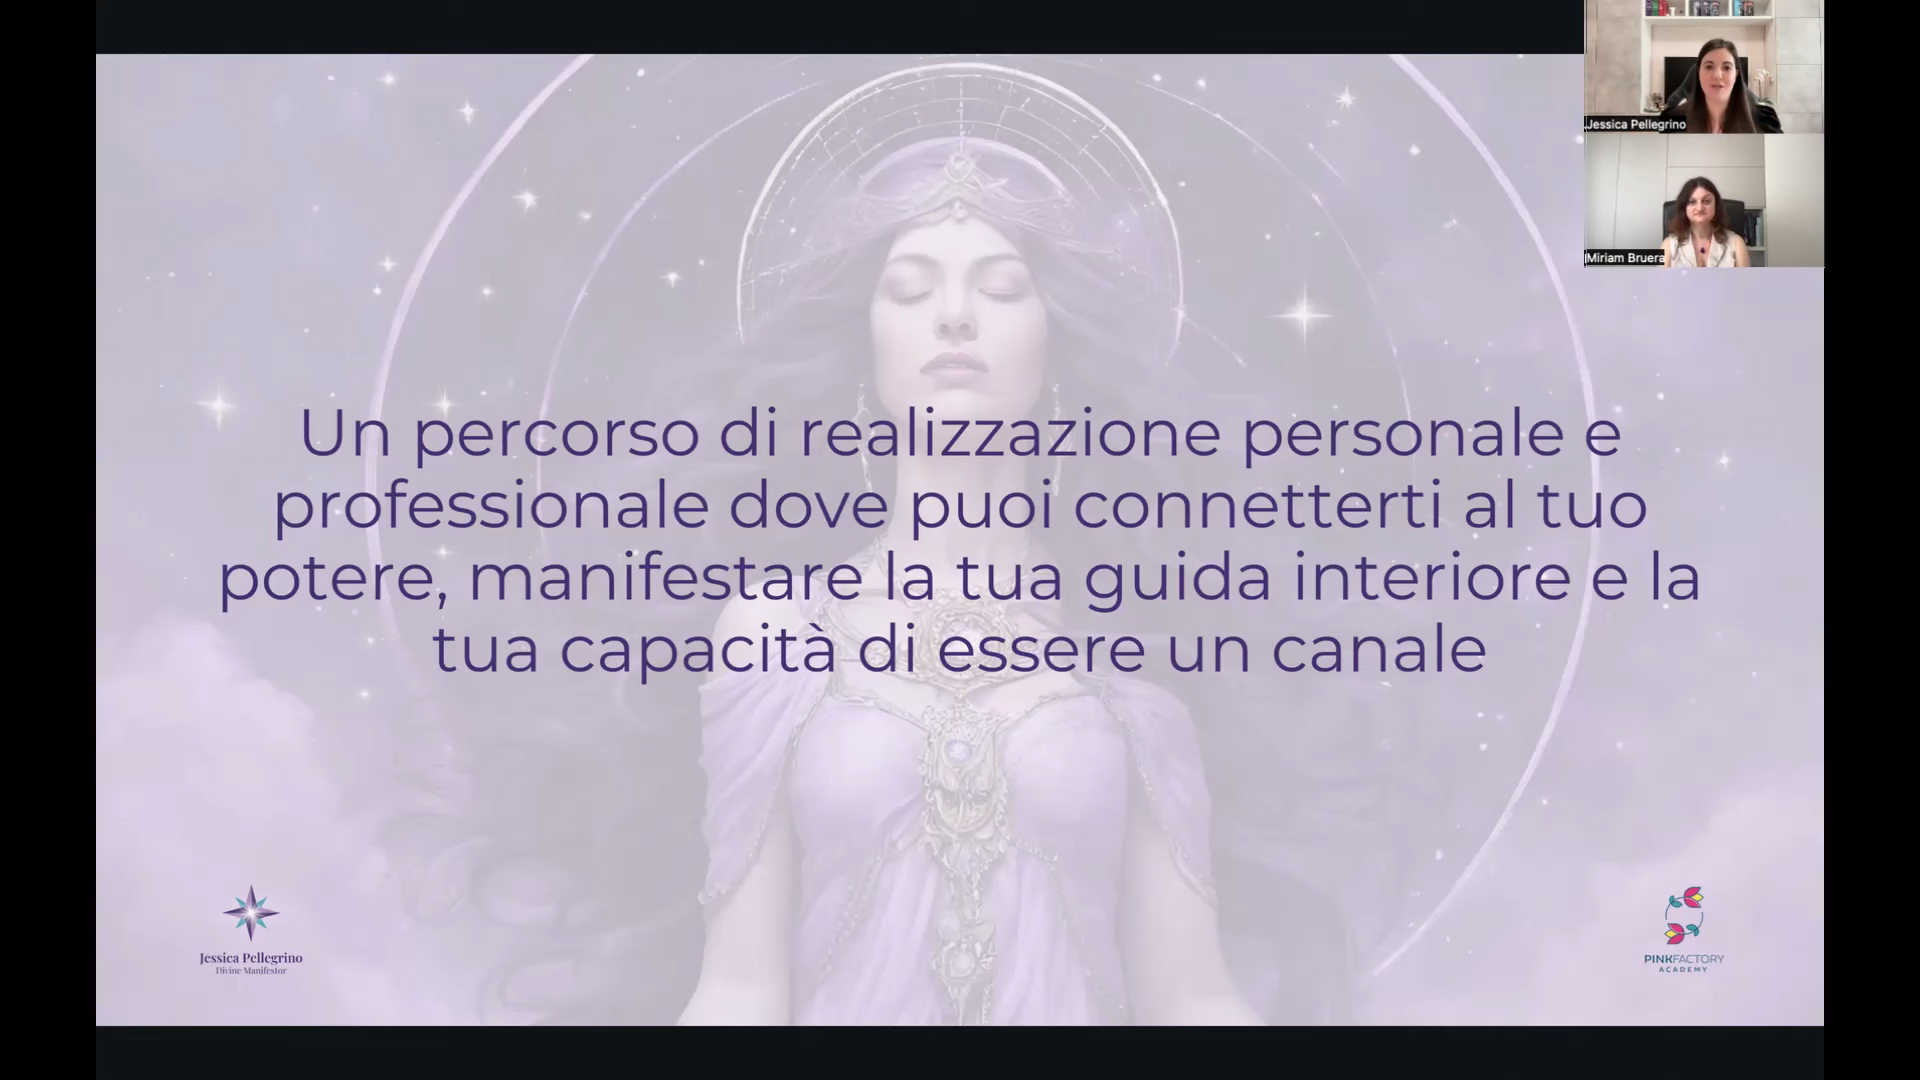 Jessica Pellegrino
Miriam Bruera
Un percorso di realizzazione personale e
professionale dove puoi connetterti al tuo
potere, manifestare la tua guida interiore e la
tua capacità di essere un canale
Jessica Pellegrino
Divine Manifestor
PINKFACTORY
ACADEMY